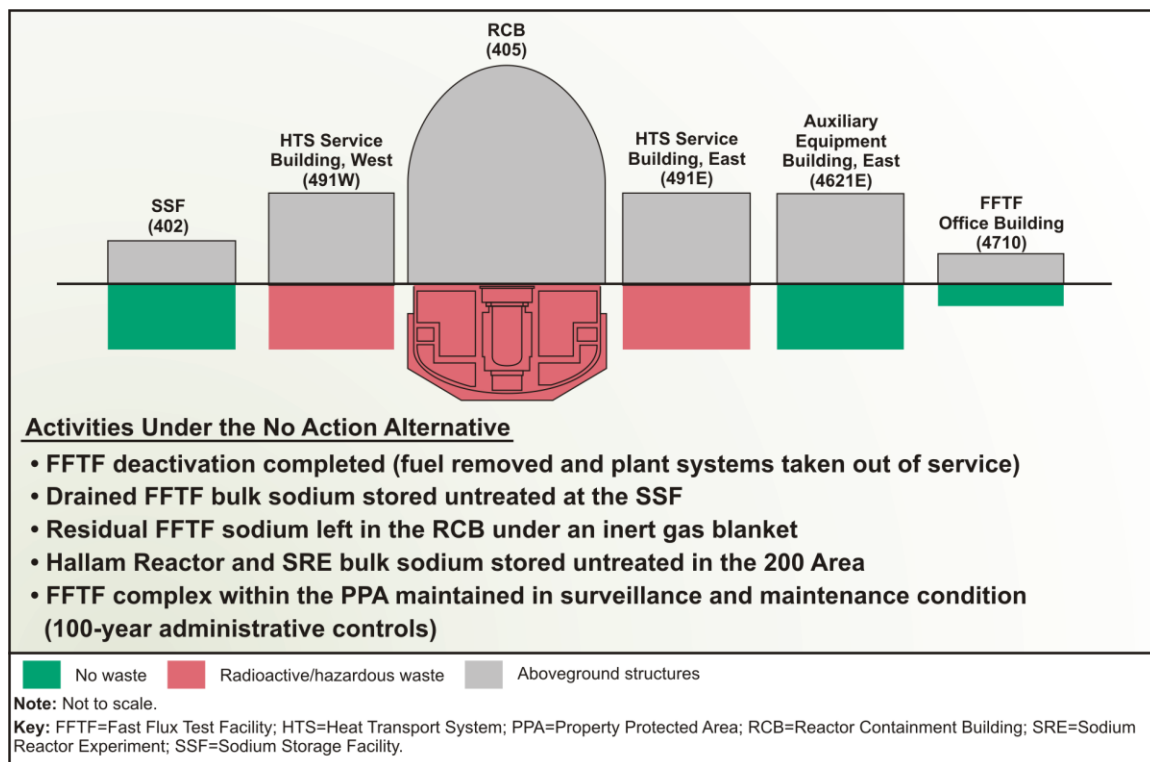 RCB
(405)
HTS Service
Building, West
(491W)
HTS Service
Building, East
(491E)
Auxiliary
Equipment
Building, East
(4621E)
SSF
(402)
FFTF
Office Building
(4710)
Activities Under the No Action Alternative
• FFTF deactivation completed (fuel removed and plant systems taken out of service)
• Drained FFTF bulk sodium stored untreated at the SSF
• Residual FFTF sodium left in the RCB under an inert gas blanket
• Hallam Reactor and SRE bulk sodium stored untreated in the 200 Area
• FFTF complex within the PPA maintained in surveillance and maintenance condition
(100-year administrative controls)
No waste
Radioactive/hazardous waste
Aboveground structures
Note: Not to scale.
Key: FFTF=Fast Flux Test Facility; HTS=Heat Transport System; PPA=Property Protected Area; RCB=Reactor Containment Building; SRE=Sodium
Reactor Experiment; SSF=Sodium Storage Facility.